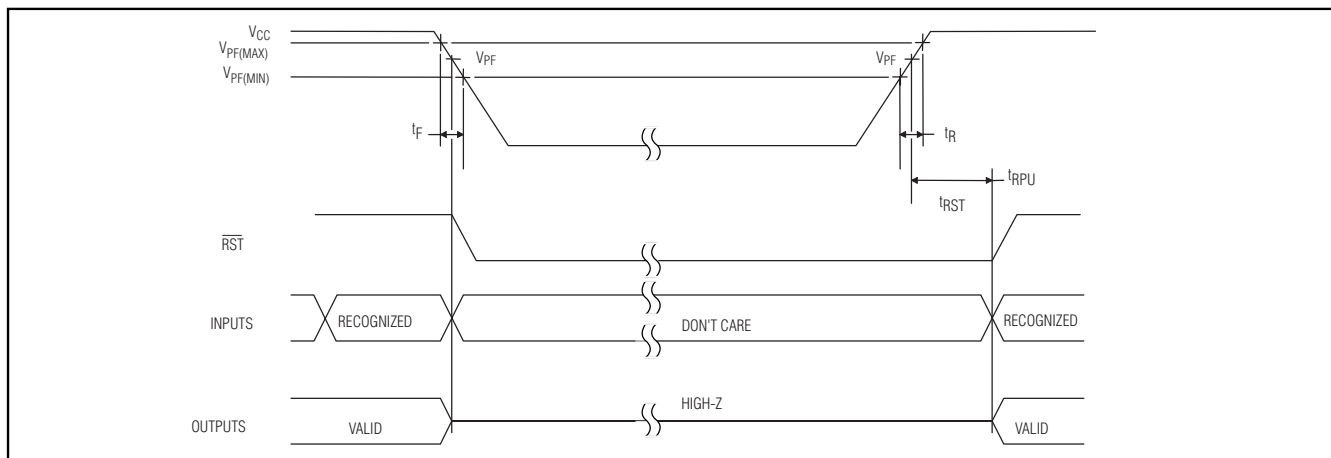 VCC
VPF(MAX)
VPF VPF
VPF(MIN)
tF tR
tRPU
tRST
RST
INPUTS RECOGNIZED DON'T CARE RECOGNIZED
HIGH-Z
OUTPUTS VALID VALID